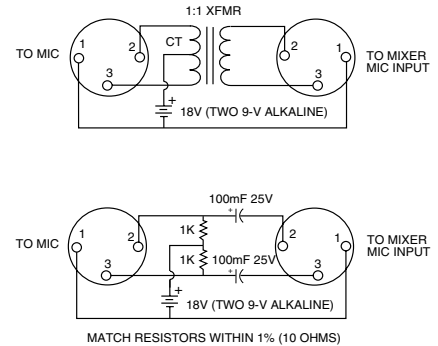 1:1 XFMR
TO MIC
1
2
3
CT
+
18V (TWO 9-V ALKALINE)
2
1
3
TO MIXER
MIC INPUT
100mF 25V
+
TO MIC
1
2
3
1K
1K
100mF 25V
+
+
18V (TWO 9-V ALKALINE)
2
1
3
TO MIXER
MIC INPUT
MATCH RESISTORS WITHIN 1% (10 OHMS)